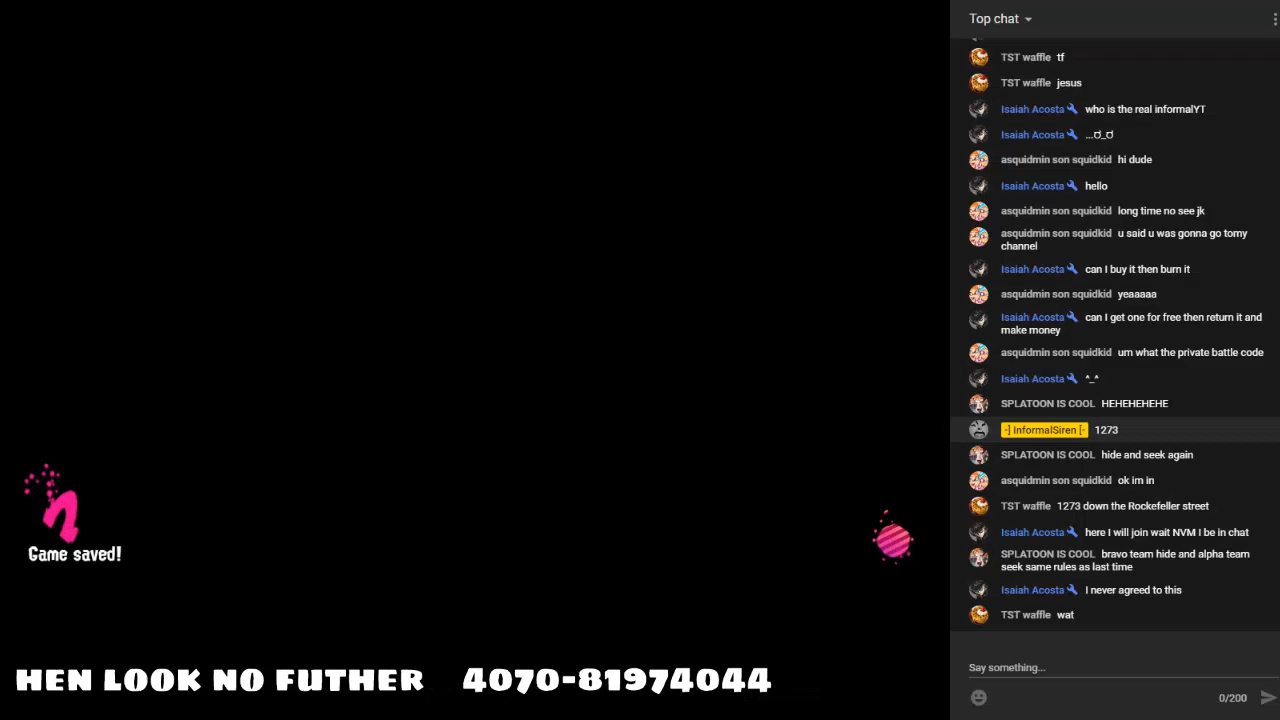 Top chat
TST waffle tf
TST waffle jesus
Isaiah Acosta who is the real informalYT
Isaiah Acosta ...ಠ_ಠ
asquidmin son squidkid hi dude
Isaiah Acosta hello
asquidmin son squidkid long time no see jk
asquidmin son squidkid u said u was gonna go tomy
channel
Isaiah Acosta can I buy it then burn it
asquidmin son squidkid yeaaaaa
Isaiah Acosta can I get one for free then return it and
make money
asquidmin son squidkid um what the private battle code
Isaiah Acosta ^_^
SPLATOON IS COOL HEHEHEHEHE
-] InformalSiren [- 1273
SPLATOON IS COOL hide and seek again
asquidmin son squidkid ok im in
TST waffle 1273 down the Rockefeller street
Isaiah Acosta here I will join wait NVM I be in chat
SPLATOON IS COOL bravo team hide and alpha team
seek same rules as last time
Isaiah Acosta I never agreed to this
TST waffle wat
Say something...
0/200
Game saved!
HEN LOOK NO FUTHER 4070-81974044